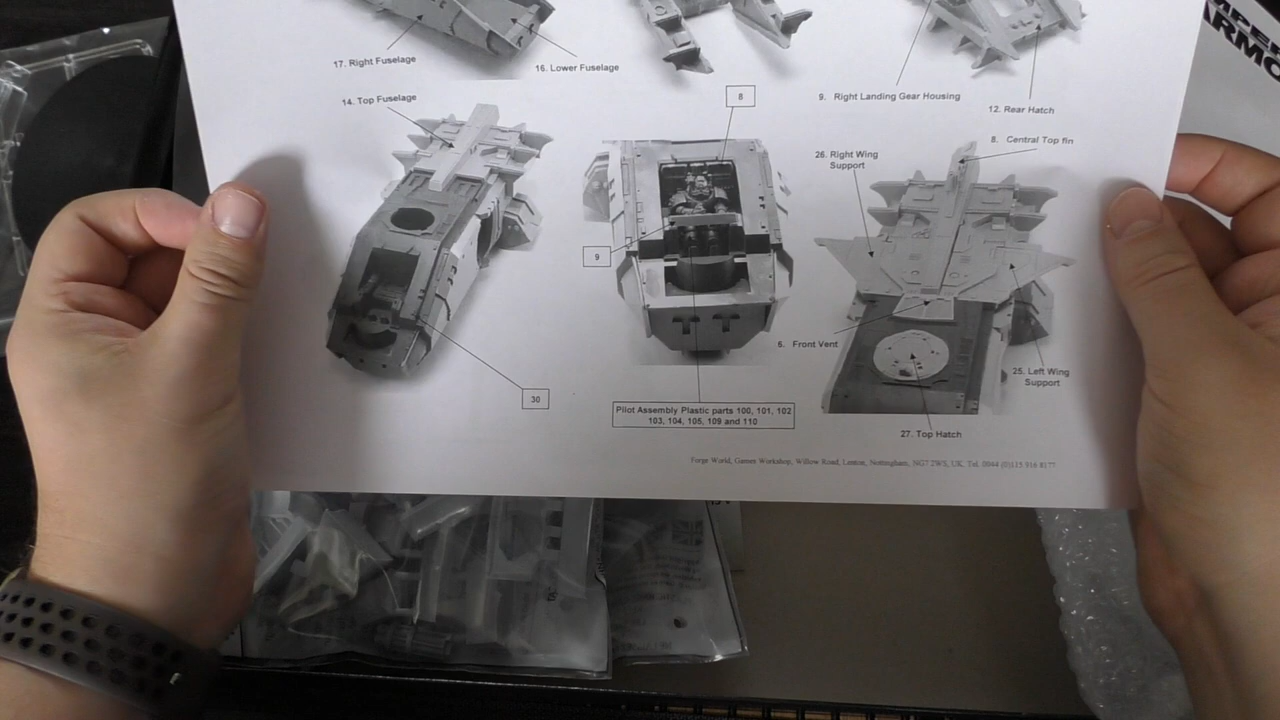 17. Right Fuselage
16. Lower Fuselage
9. Right Landing Gear Housing
12. Rear Hatch
14. Top Fuselage
8
8. Central Top fin
26. Right Wing
Support
9
6. Front Vent
25. Left Wing
Support
30
Pilot Assembly Plastic parts 100, 101, 102
103, 104, 105, 109 and 110
27. Top Hatch
Forge World, Games Workshop, Willow Road, Lenton, Nottingham, NG7 2WS, UK, Tel. 0044 (0)115 916 8177